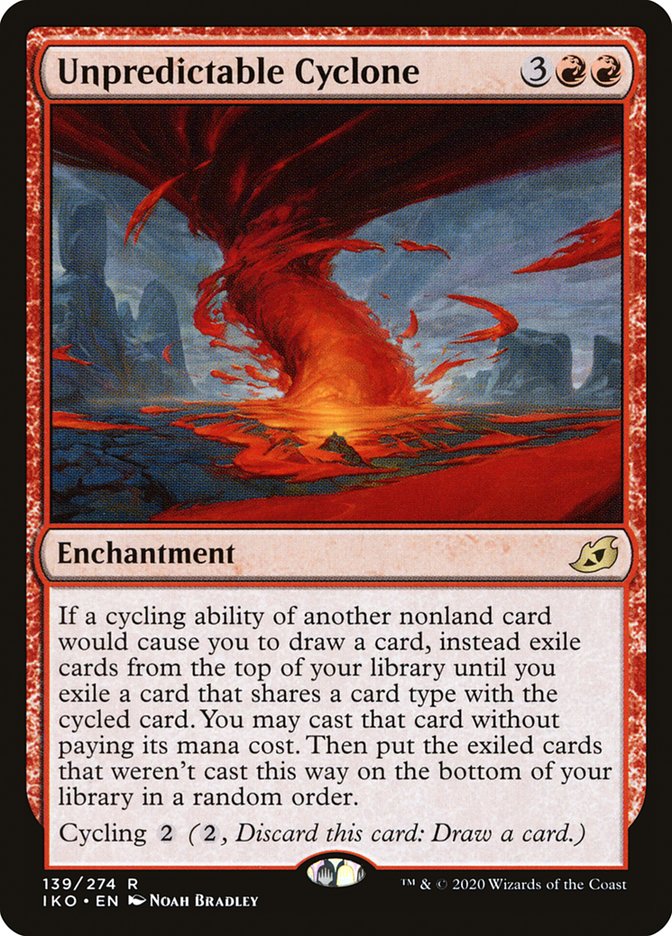 Unpredictable Cyclone 3
Enchantment
If a cycling ability of another nonland card
would cause you to draw a card, instead exile
cards from the top of your library until you
exile a card that shares a card type with the
cycled card. You may cast that card without
paying its mana cost. Then put the exiled cards
that weren't cast this way on the bottom of your
library in a random order.
Cycling 2 (2, Discard this card: Draw a card.)
139/274 R
IKO • EN Noah Bradley
™ & © 2020 Wizards of the Coast